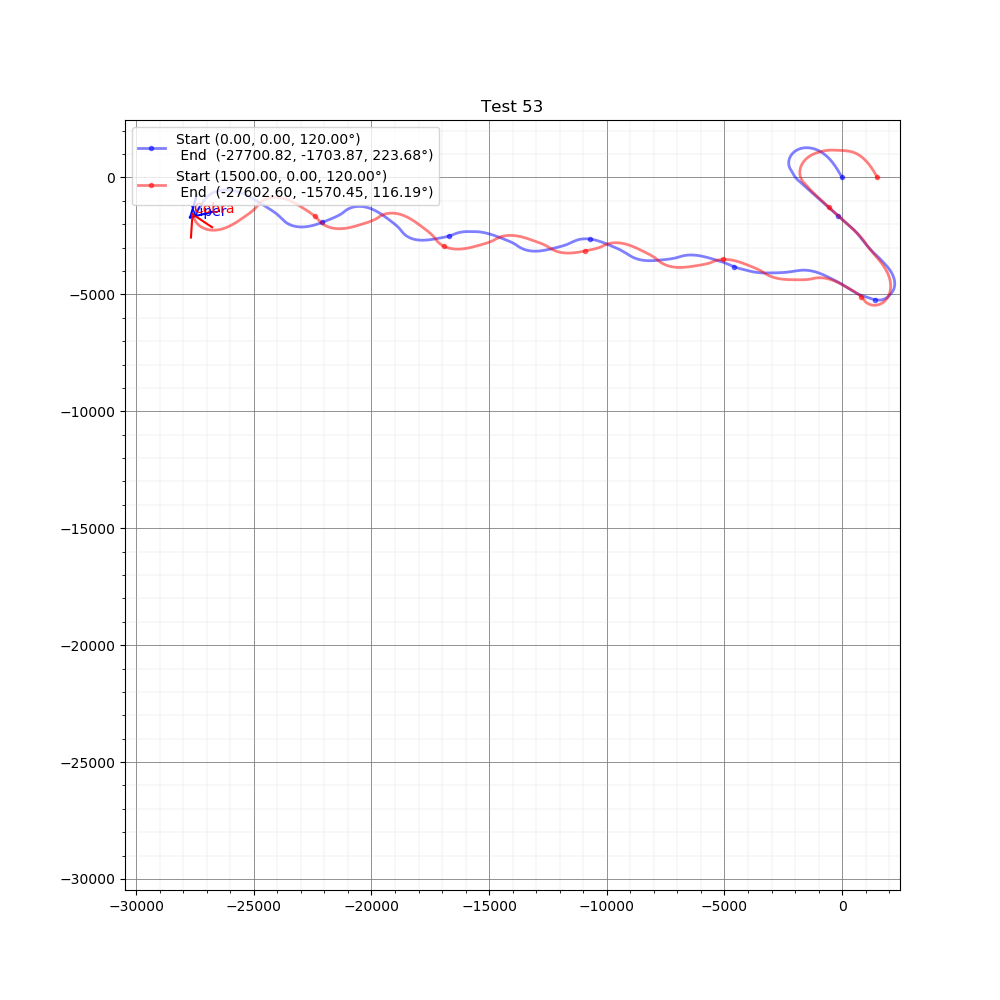 Test 53
Start (0.00, 0.00, 120.00°)
End (-27700.82, -1703.87, 223.68°)
Start (1500.00, 0.00, 120.00°)
End (-27602.60, -1570.45, 116.19°)
0
−5000
−10000
−15000
−20000
−25000
−30000
−30000 −25000 −20000 −15000 −10000 −5000 0